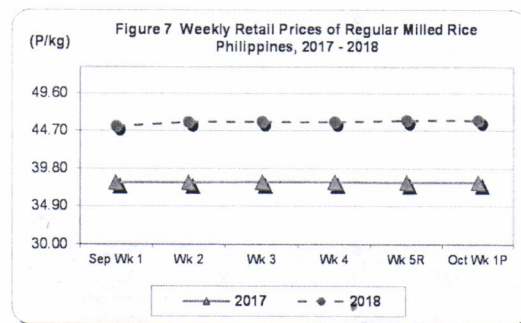 Figure 7 Weekly Retail Prices of Regular Milled Rice
Philippines, 2017 - 2018
(P/kg)
49.60
44.70
39.80
34.90
30.00
Sep Wk 1 Wk 2 Wk 3 Wk 4 Wk 5R Oct Wk 1P
2017 2018